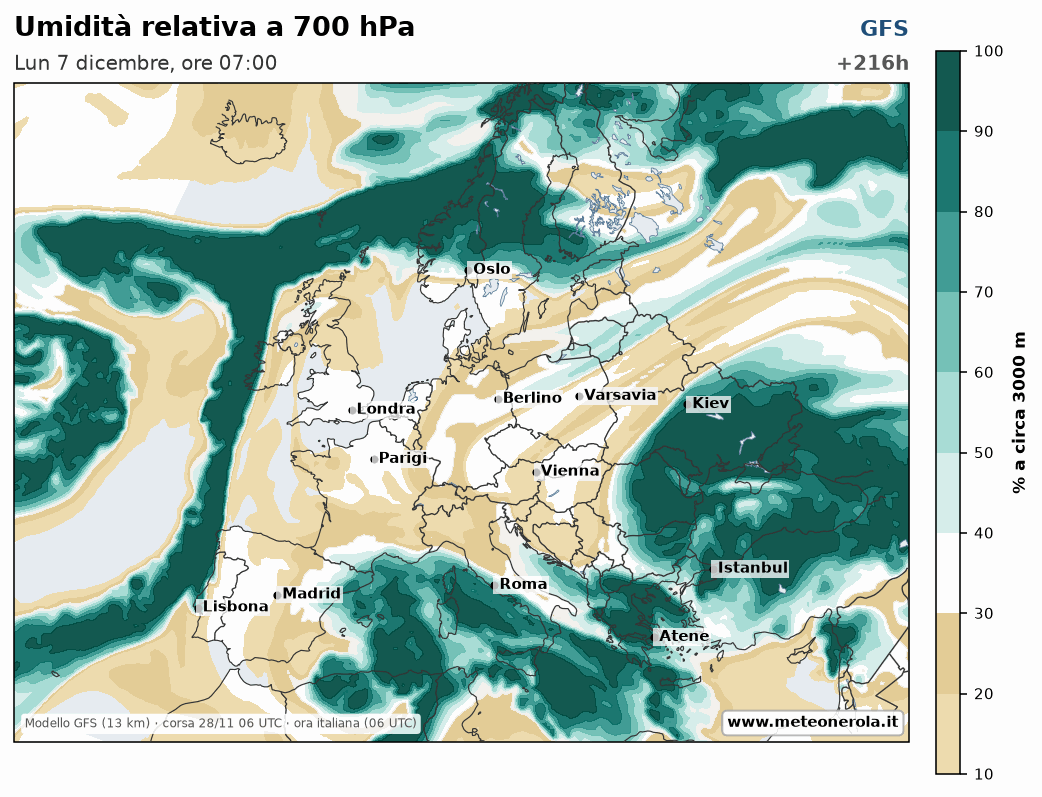 Umidità relativa a 700 hPa
GFS
Lun 7 dicembre, ore 07:00
+216h
100
90
80
70
60
50
40
30
20
10
% a circa 3000 m
Oslo
Berlino
Varsavia
Kiev
Londra
Parigi
Vienna
Istanbul
Roma
Madrid
Lisbona
Atene
Modello GFS (13 km) · corsa 28/11 06 UTC · ora italiana (06 UTC)
www.meteonerola.it